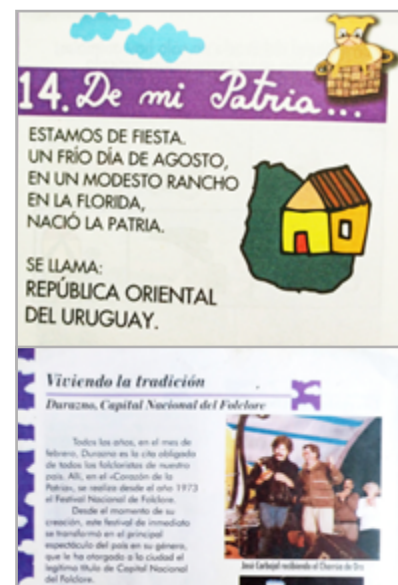 14. De mi Patria...
ESTAMOS DE FIESTA.
UN FRÍO DÍA DE AGOSTO,
EN UN MODESTO RANCHO
EN LA FLORIDA,
NACIÓ LA PATRIA.
SE LLAMA:
REPÚBLICA ORIENTAL
DEL URUGUAY.
Viviendo la tradición
Durazno, Capital Nacional del Folclore
Todos los años, en el mes de
febrero, Durazno es la cita obligada
de todos los folcloristas de nuestro
país. Allí, en el «Corazón de la
Patria», se realiza desde el año 1973
el Festival Nacional de Folclore.
Desde el momento de su
creación, este festival de inmediato
se transformó en el principal
espectáculo del país en su género,
que le ha otorgado a la ciudad el
legítimo título de Capital Nacional
del Folclore.
José Carbajal recibiendo el Charrúa de Oro